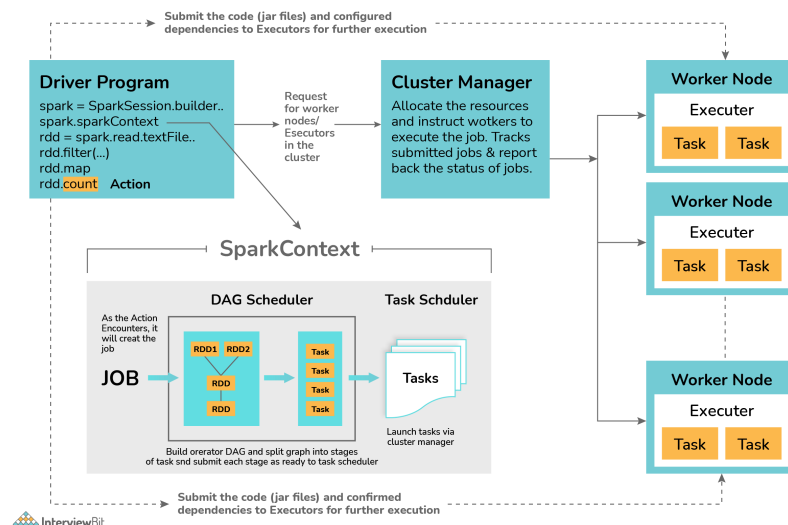 Submit the code (jar files) and configured
dependencies to Executors for further execution
Driver Program
spark = SparkSession.builder..
spark.sparkContext
rdd = spark.read.textFile..
rdd.filter(...)
rdd.map
rdd.count Action
Request
for worker
nodes/
Esecutors
in the
cluster
Cluster Manager
Allocate the resources
and instruct wotkers to
execute the job. Tracks
submitted jobs & report
back the status of jobs.
Worker Node
Executer
Task Task
Worker Node
Executer
Task Task
Worker Node
Executer
Task Task
SparkContext
DAG Scheduler
Task Schduler
As the Action
Encounters, it
will creat the
job
JOB
RDD1 RDD2
RDD
RDD
Task
Task
Task
Task
Tasks
Launch tasks via
cluster manager
Build orerator DAG and split graph into stages
of task snd submit each stage as ready to task scheduler
Submit the code (jar files) and confirmed
dependencies to Executors for further execution
InterviewBit